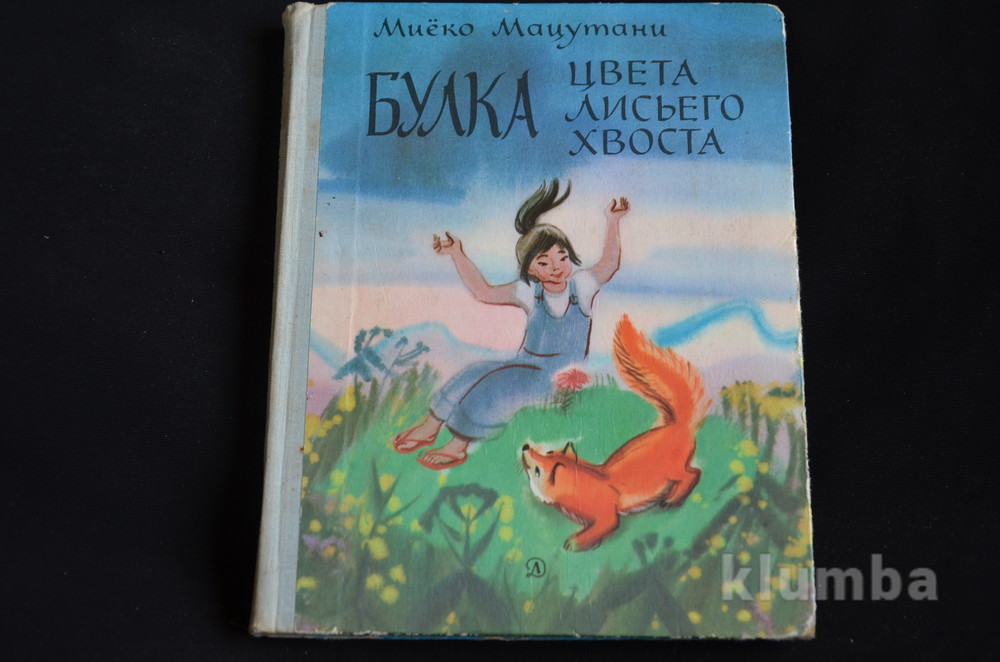 Миёко Мацутани
БУЛКА
ЦВЕТА
ЛИСЬЕГО
ХВОСТА
Д
klumba